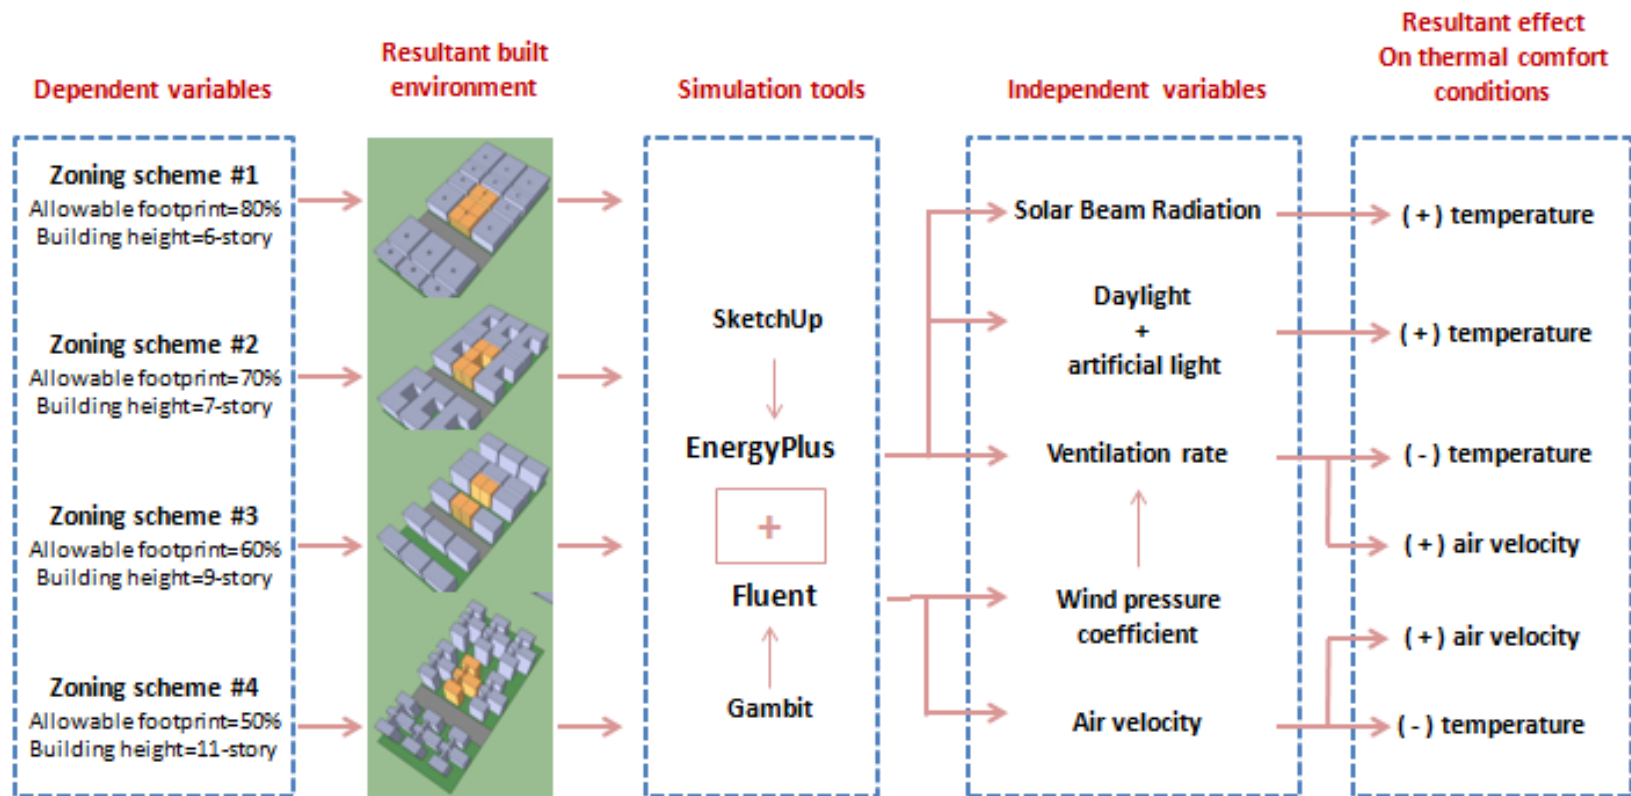 Dependent variables
Zoning scheme #1
Allowable footprint=80%
Building height=6-story
Zoning scheme #2
Allowable footprint=70%
Building height=7-story
Zoning scheme #3
Allowable footprint=60%
Building height=9-story
Zoning scheme #4
Allowable footprint=50%
Building height=11-story
Resultant built
environment
Simulation tools
SketchUp
EnergyPlus
+
Fluent
Gambit
Independent variables
Solar Beam Radiation
Daylight
+
artificial light
Ventilation rate
Wind pressure
coefficient
Air velocity
Resultant effect
On thermal comfort
conditions
(+) temperature
(+) temperature
(-) temperature
(+) air velocity
(+) air velocity
(-) temperature